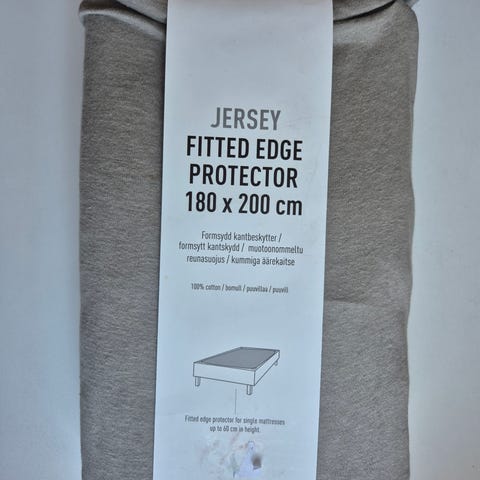 JERSEY
FITTED EDGE
PROTECTOR
180 x 200 cm
Formsydd kantbeskytter /
formsytt kantskydd / muotoonommeltu
reunasuojus / kummiga äärekaitse
100% cotton / bomull / puuvillaa / puuvill
Fitted edge protector for single mattresses
up to 60 cm in height.